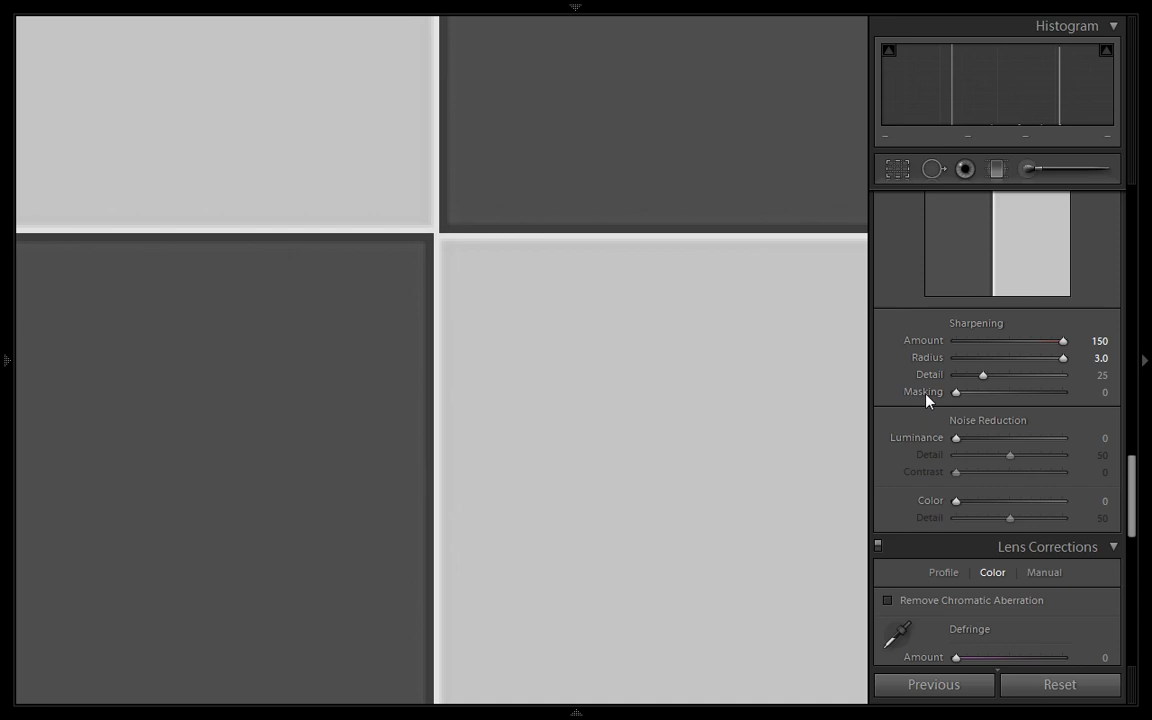 Histogram
Sharpening
Amount 150
Radius 3.0
Detail 25
Masking 0
Noise Reduction
Luminance 0
Detail 50
Contrast 0
Color 0
Detail 50
Lens Corrections
Profile | Color | Manual
Remove Chromatic Aberration
Defringe
Amount 0
Previous Reset